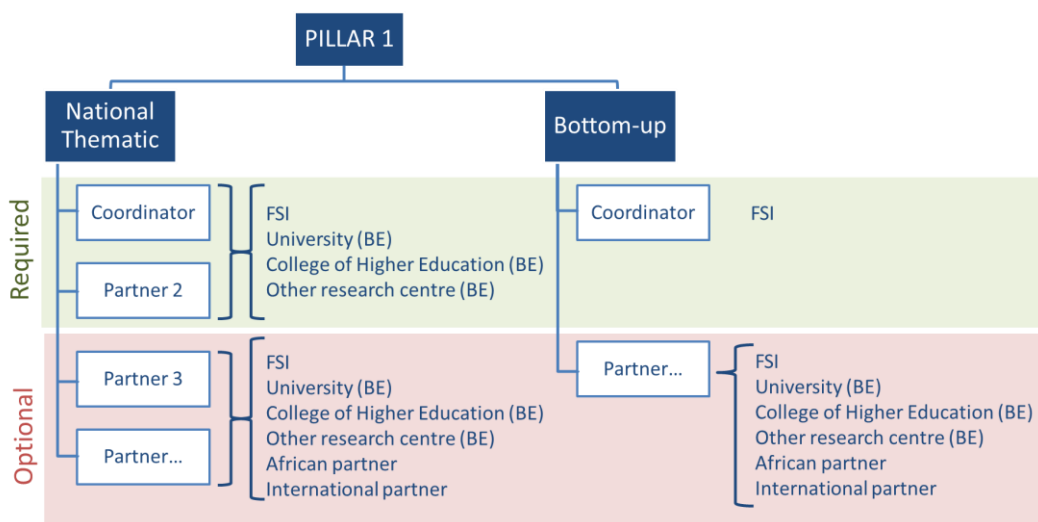 PILLAR 1
National
Thematic
Bottom-up
Required
Coordinator
Partner 2
FSI
University (BE)
College of Higher Education (BE)
Other research centre (BE)
Coordinator
FSI
Optional
Partner 3
Partner...
FSI
University (BE)
College of Higher Education (BE)
Other research centre (BE)
African partner
International partner
Partner...
FSI
University (BE)
College of Higher Education (BE)
Other research centre (BE)
African partner
International partner